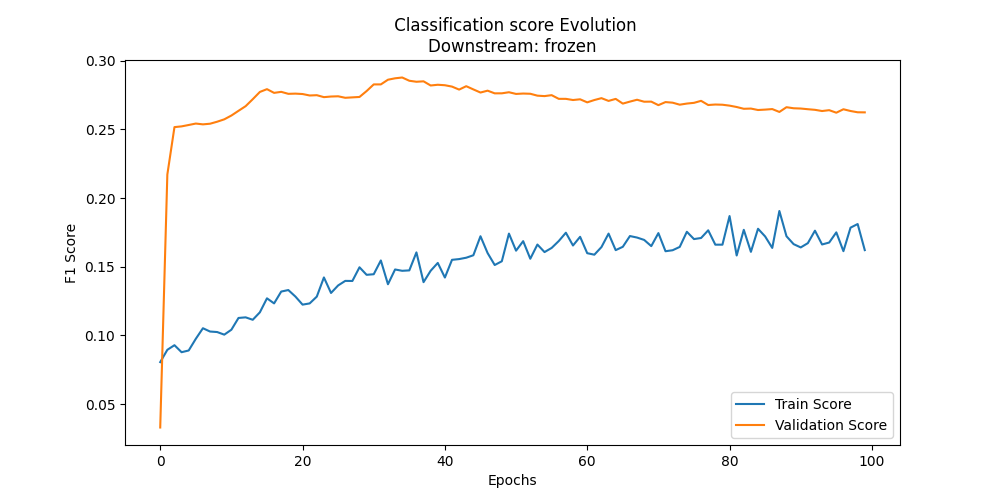 Classification score Evolution
Downstream: frozen
F1 Score
0.30
0.25
0.20
0.15
0.10
0.05
0
20
40
60
80
100
Epochs
Train Score
Validation Score